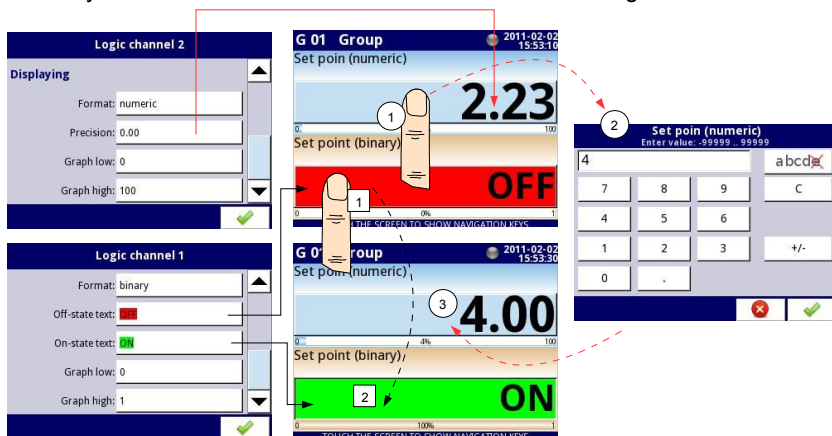 Logic channel 2
Displaying
Format: numeric
Precision: 0.00
Graph low: 0
Graph high: 100
G 01 Group
2011-02-02
15:53:10
Set poin (numeric)
1
2.23
0
100
Set point (binary)
1
OFF
0
0%
1
TOUCH THE SCREEN TO SHOW NAVIGATION KEYS
2
Set poin (numeric)
Enter value: -99999 .. 99999
4
abcde
7 8 9 C
4 5 6
1 2 3 +/-
0 .
Logic channel 1
Format: binary
Off-state text: OFF
On-state text: ON
Graph low: 0
Graph high: 1
G 01 Group
2011-02-02
15:53:30
Set poin (numeric)
3
4.00
0
4%
100
Set point (binary)
2
ON
0
100%
1
TOUCH THE SCREEN TO SHOW NAVIGATION KEYS